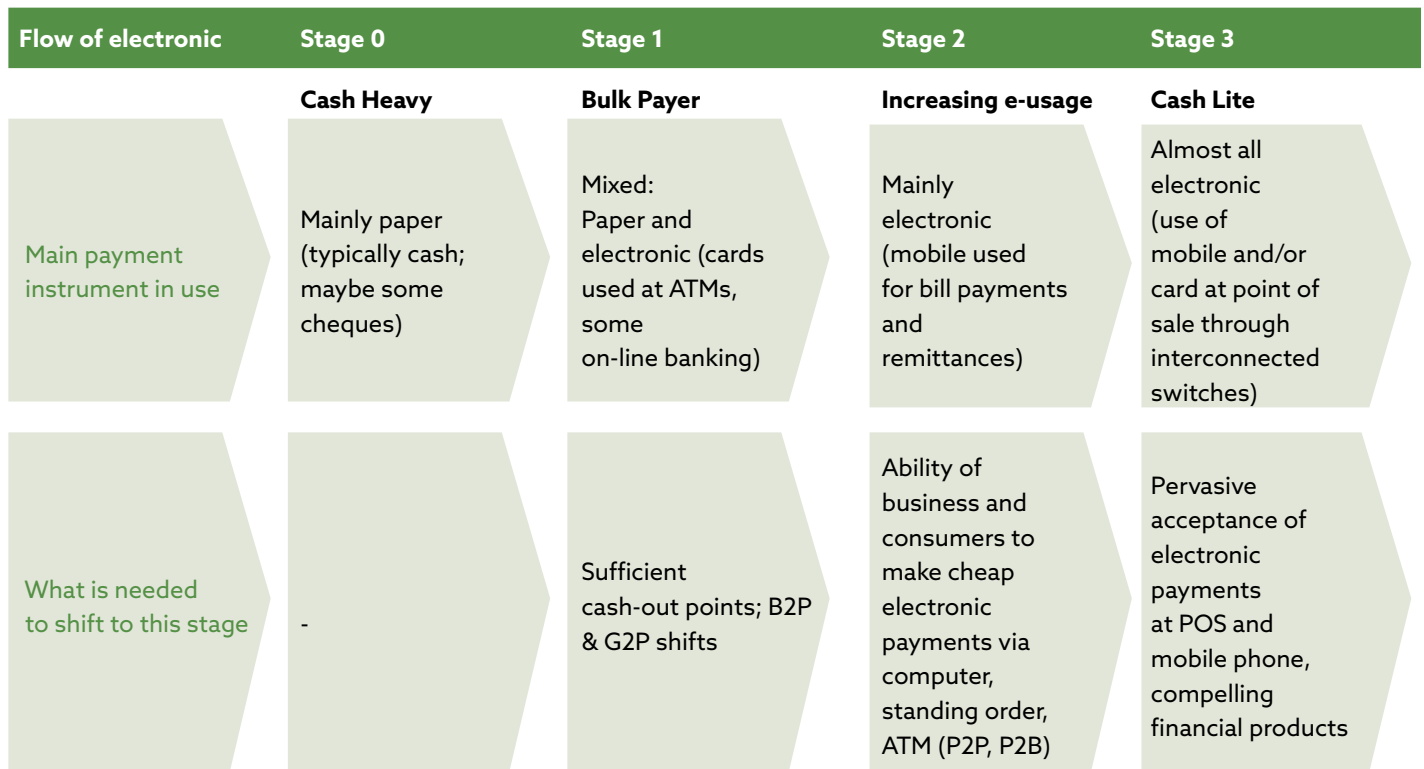 Flow of electronic Stage 0 Stage 1 Stage 2 Stage 3
Cash Heavy Bulk Payer Increasing e-usage Cash Lite
Main payment
instrument in use
Mainly paper
(typically cash;
maybe some
cheques)
Mixed:
Paper and
electronic (cards
used at ATMs,
some
on-line banking)
Mainly
electronic
(mobile used
for bill payments
and
remittances)
Almost all
electronic
(use of
mobile and/or
card at point of
sale through
interconnected
switches)
What is needed
to shift to this stage
-
Sufficient
cash-out points; B2P
& G2P shifts
Ability of
business and
consumers to
make cheap
electronic
payments via
computer,
standing order,
ATM (P2P, P2B)
Pervasive
acceptance of
electronic
payments
at POS and
mobile phone,
compelling
financial products